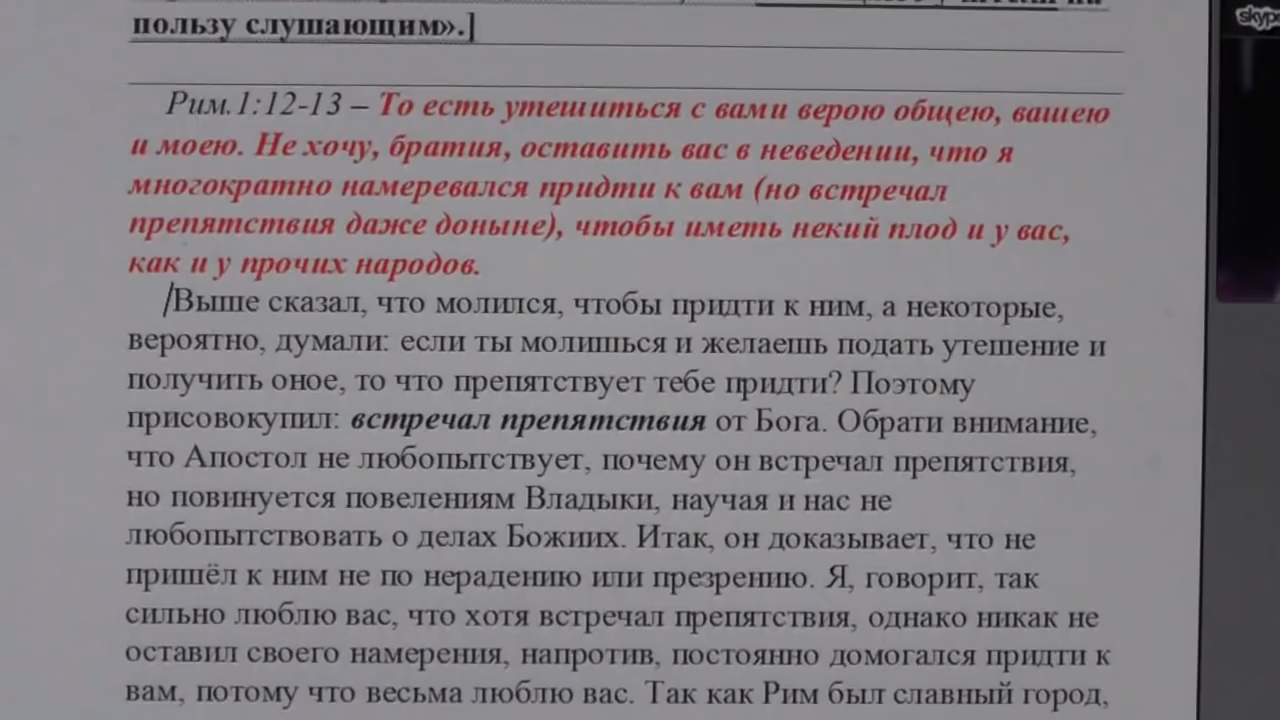 пользу слушающим».]
Рим.1:12-13 – То есть утешиться с вами верою общею, вашею
и моею. Не хочу, братия, оставить вас в неведении, что я
многократно намеревался придти к вам (но встречал
препятствия даже доныне), чтобы иметь некий плод и у вас,
как и у прочих народов.
/Выше сказал, что молился, чтобы придти к ним, а некоторые,
вероятно, думали: если ты молишься и желаешь подать утешение и
получить оное, то что препятствует тебе придти? Поэтому
присовокупил: встречал препятствия от Бога. Обрати внимание,
что Апостол не любопытствует, почему он встречал препятствия,
но повинуется повелениям Владыки, научая и нас не
любопытствовать о делах Божиих. Итак, он доказывает, что не
пришёл к ним не по нерадению или презрению. Я, говорит, так
сильно люблю вас, что хотя встречал препятствия, однако никак не
оставил своего намерения, напротив, постоянно домогался придти к
вам, потому что весьма люблю вас. Так как Рим был славный город,